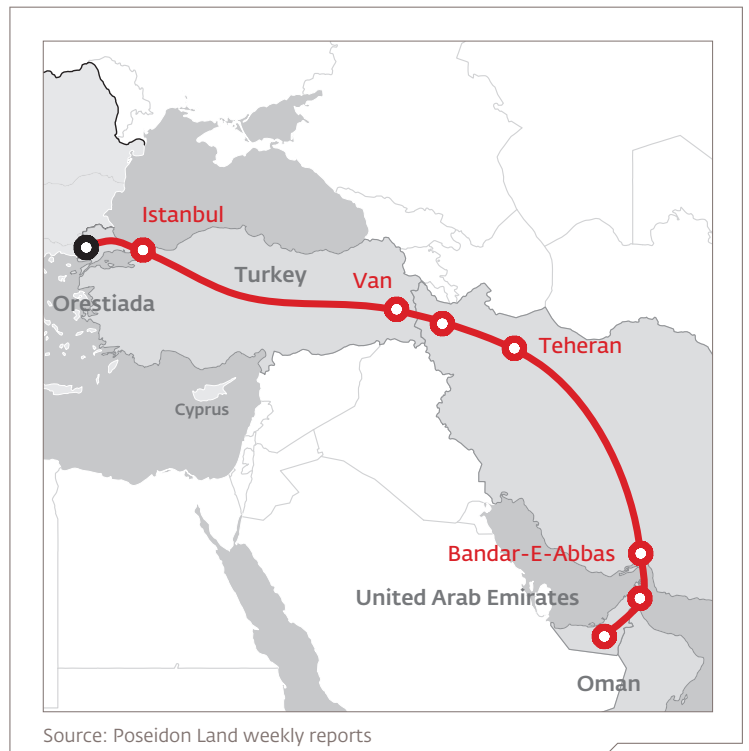 Istanbul
Turkey
Van
Orestiada
Teheran
Cyprus
Bandar-E-Abbas
United Arab Emirates
Oman
Source: Poseidon Land weekly reports